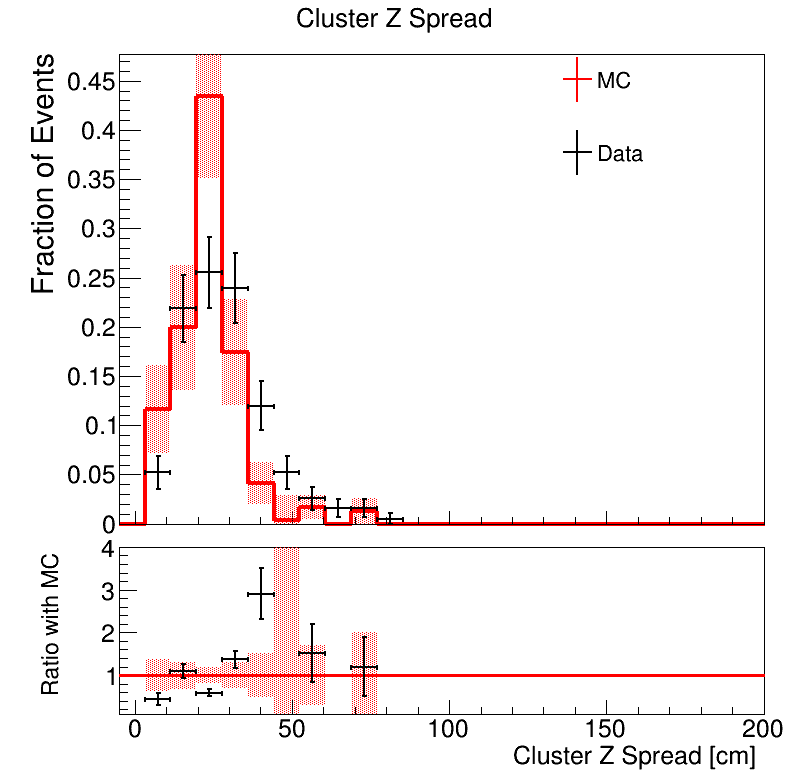 Cluster Z Spread
Fraction of Events
0.45
0.4
0.35
0.3
0.25
0.2
0.15
0.1
0.05
0
MC
Data
Ratio with MC
4
3
2
1
0 50 100 150 200
Cluster Z Spread [cm]